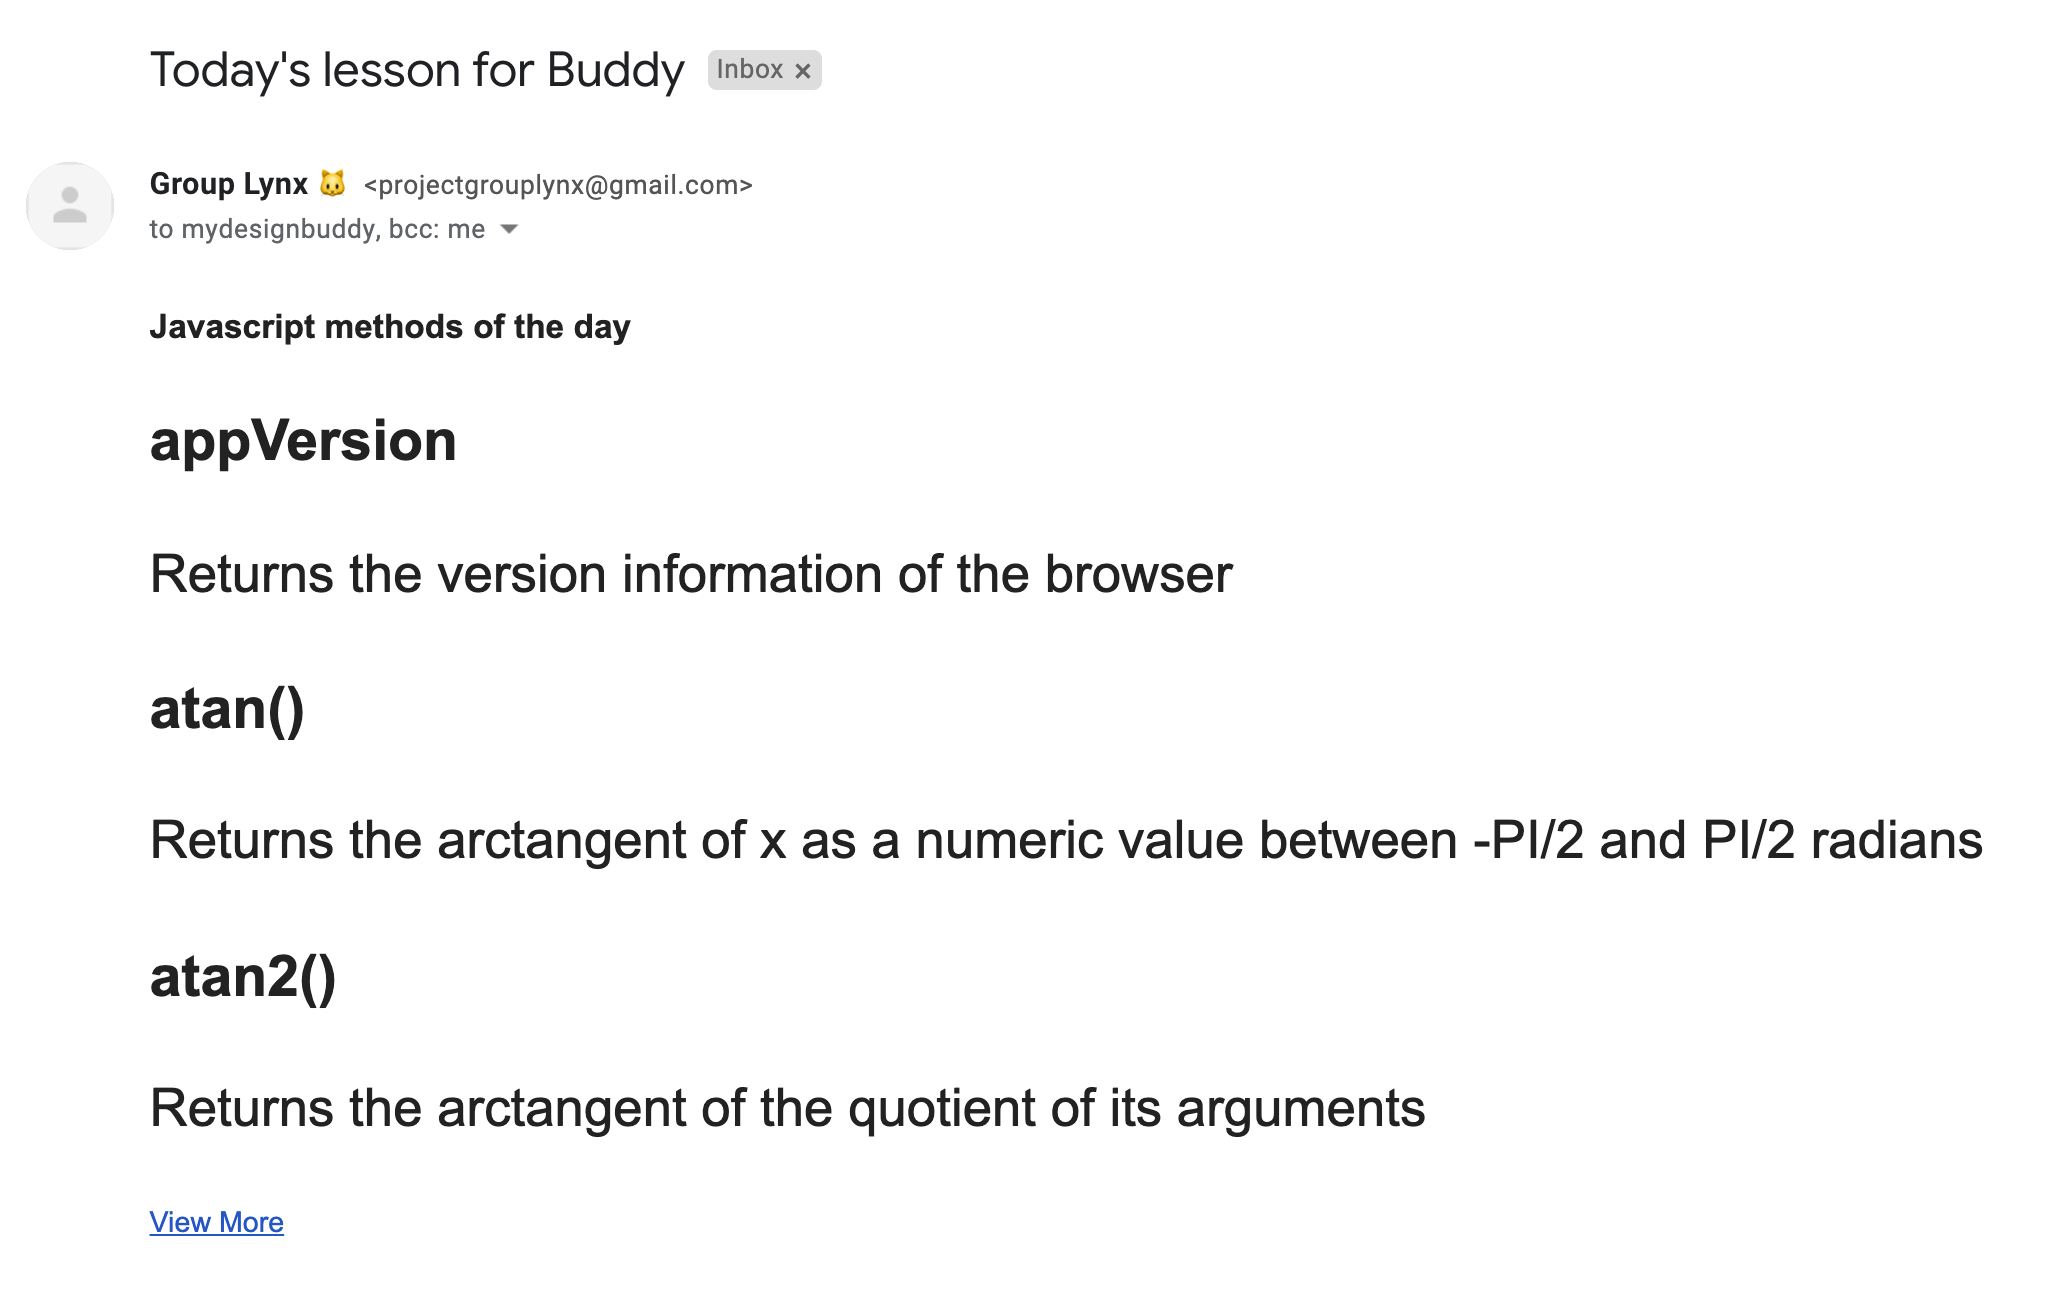 Today's lesson for Buddy Inbox ×
Group Lynx 🐱 <projectgrouplynx@gmail.com>
to mydesignbuddy, bcc: me
Javascript methods of the day
appVersion
Returns the version information of the browser
atan()
Returns the arctangent of x as a numeric value between -PI/2 and PI/2 radians
atan2()
Returns the arctangent of the quotient of its arguments
View More